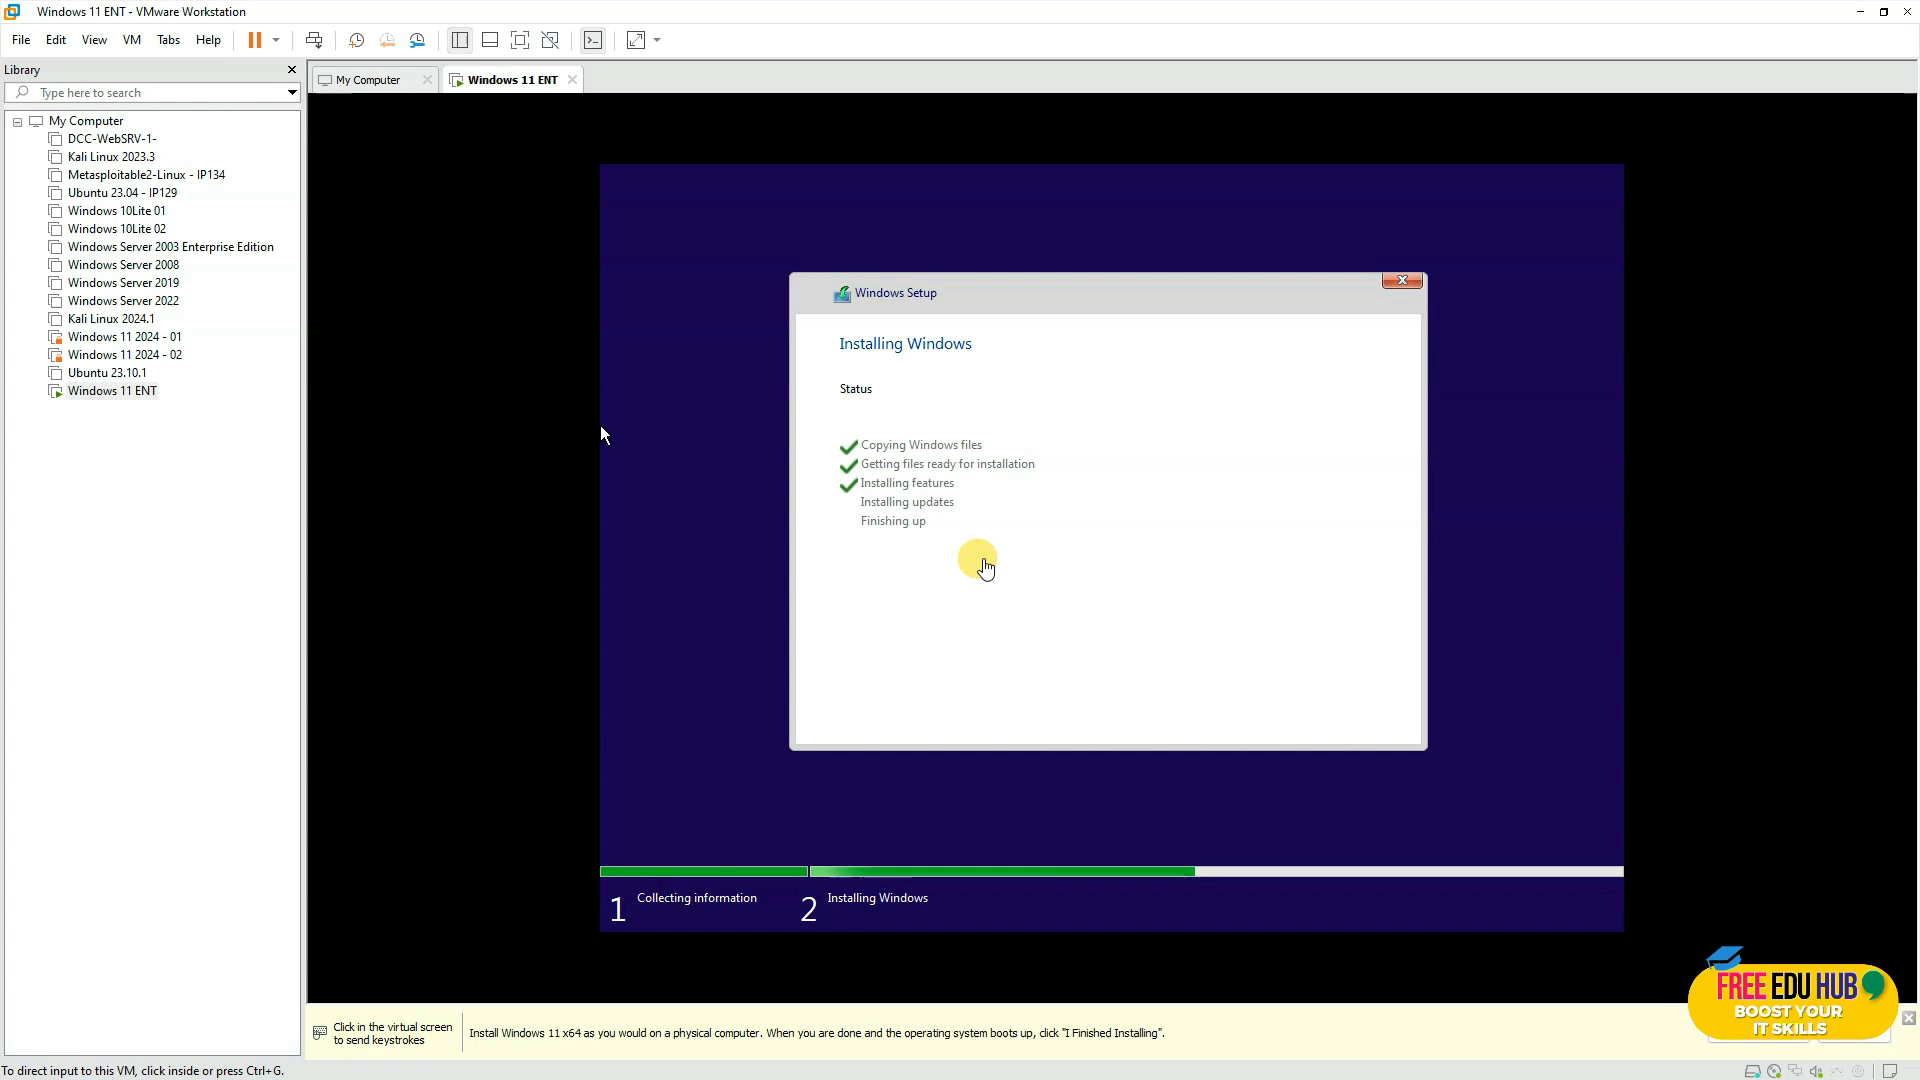 Windows 11 ENT - VMware Workstation
File Edit View VM Tabs Help
Library
Type here to search
My Computer
DCC-WebSRV-1-
Kali Linux 2023.3
Metasploitable2-Linux - IP134
Ubuntu 23.04 - IP129
Windows 10Lite 01
Windows 10Lite 02
Windows Server 2003 Enterprise Edition
Windows Server 2008
Windows Server 2019
Windows Server 2022
Kali Linux 2024.1
Windows 11 2024 - 01
Windows 11 2024 - 02
Ubuntu 23.10.1
Windows 11 ENT
My Computer
Windows 11 ENT
Windows Setup
Installing Windows
Status
Copying Windows files
Getting files ready for installation
Installing features
Installing updates
Finishing up
1 Collecting information
2 Installing Windows
Click in the virtual screen
to send keystrokes
Install Windows 11 x64 as you would on a physical computer. When you are done and the operating system boots up, click "I Finished Installing".
FREE EDU HUB
BOOST YOUR
IT SKILLS
To direct input to this VM, click inside or press Ctrl+G.